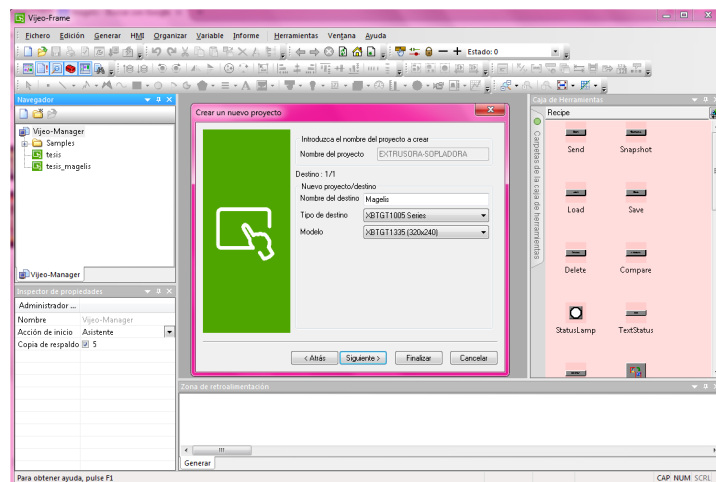 Vijeo-Frame
Fichero Edición Generar HMI Organizar Variable Informe Herramientas Ventana Ayuda
Estado: 0
Navegador
Vijeo-Manager
Samples
tesis
tesis_magelis
Vijeo-Manager
Inspector de propiedades
Administrador ...
Nombre Vijeo-Manager
Acción de inicio Asistente
Copia de respaldo 5
Crear un nuevo proyecto
Introduzca el nombre del proyecto a crear
Nombre del proyecto EXTRUSORA-SOPLADORA
Destino : 1/1
Nuevo proyecto/destino
Nombre del destino Magelis
Tipo de destino XBTGT1005 Series
Modelo XBTGT1335 (320x240)
< Atrás Siguiente > Finalizar Cancelar
Caja de Herramientas
Recipe
Carpetas de la caja de herramientas
Send Snapshot
Load Save
Delete Compare
StatusLamp TextStatus
Zona de retroalimentación
Generar
Para obtener ayuda, pulse F1
CAP NUM SCRL